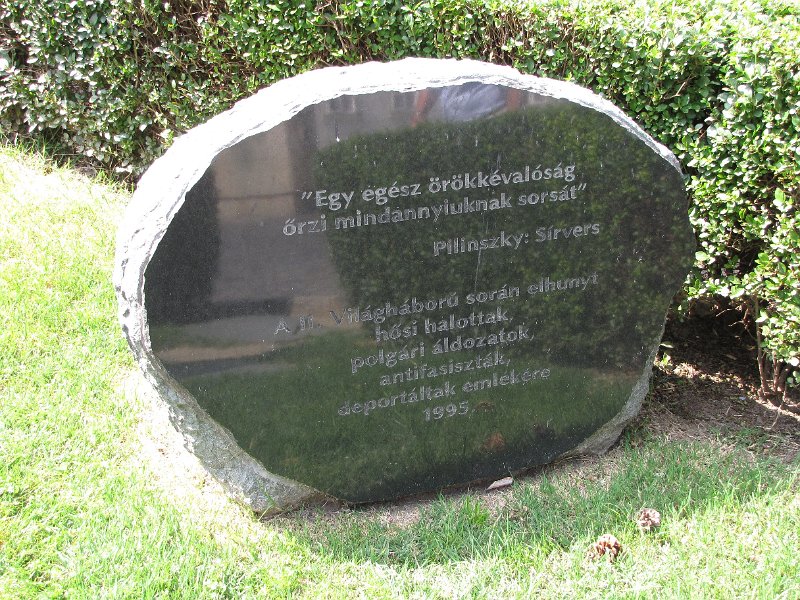 "Egy egész örökkévalóság
őrzi mindannyiuknak sorsát"
Pilinszky: Sírvers
A II. Világháború során elhunyt
hősi halottak,
polgári áldozatok,
antifasiszták,
deportáltak emlékére
1995.